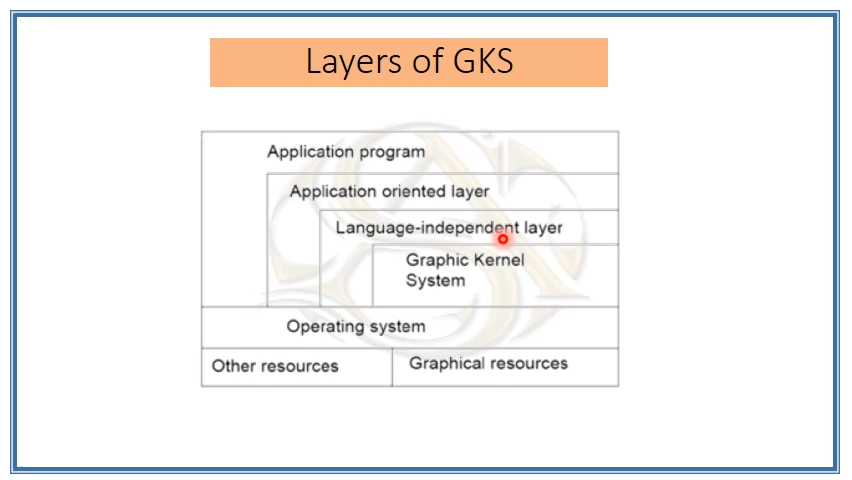 Layers of GKS
Application program
Application oriented layer
Language-independent layer
Graphic Kernel
System
Operating system
Other resources
Graphical resources